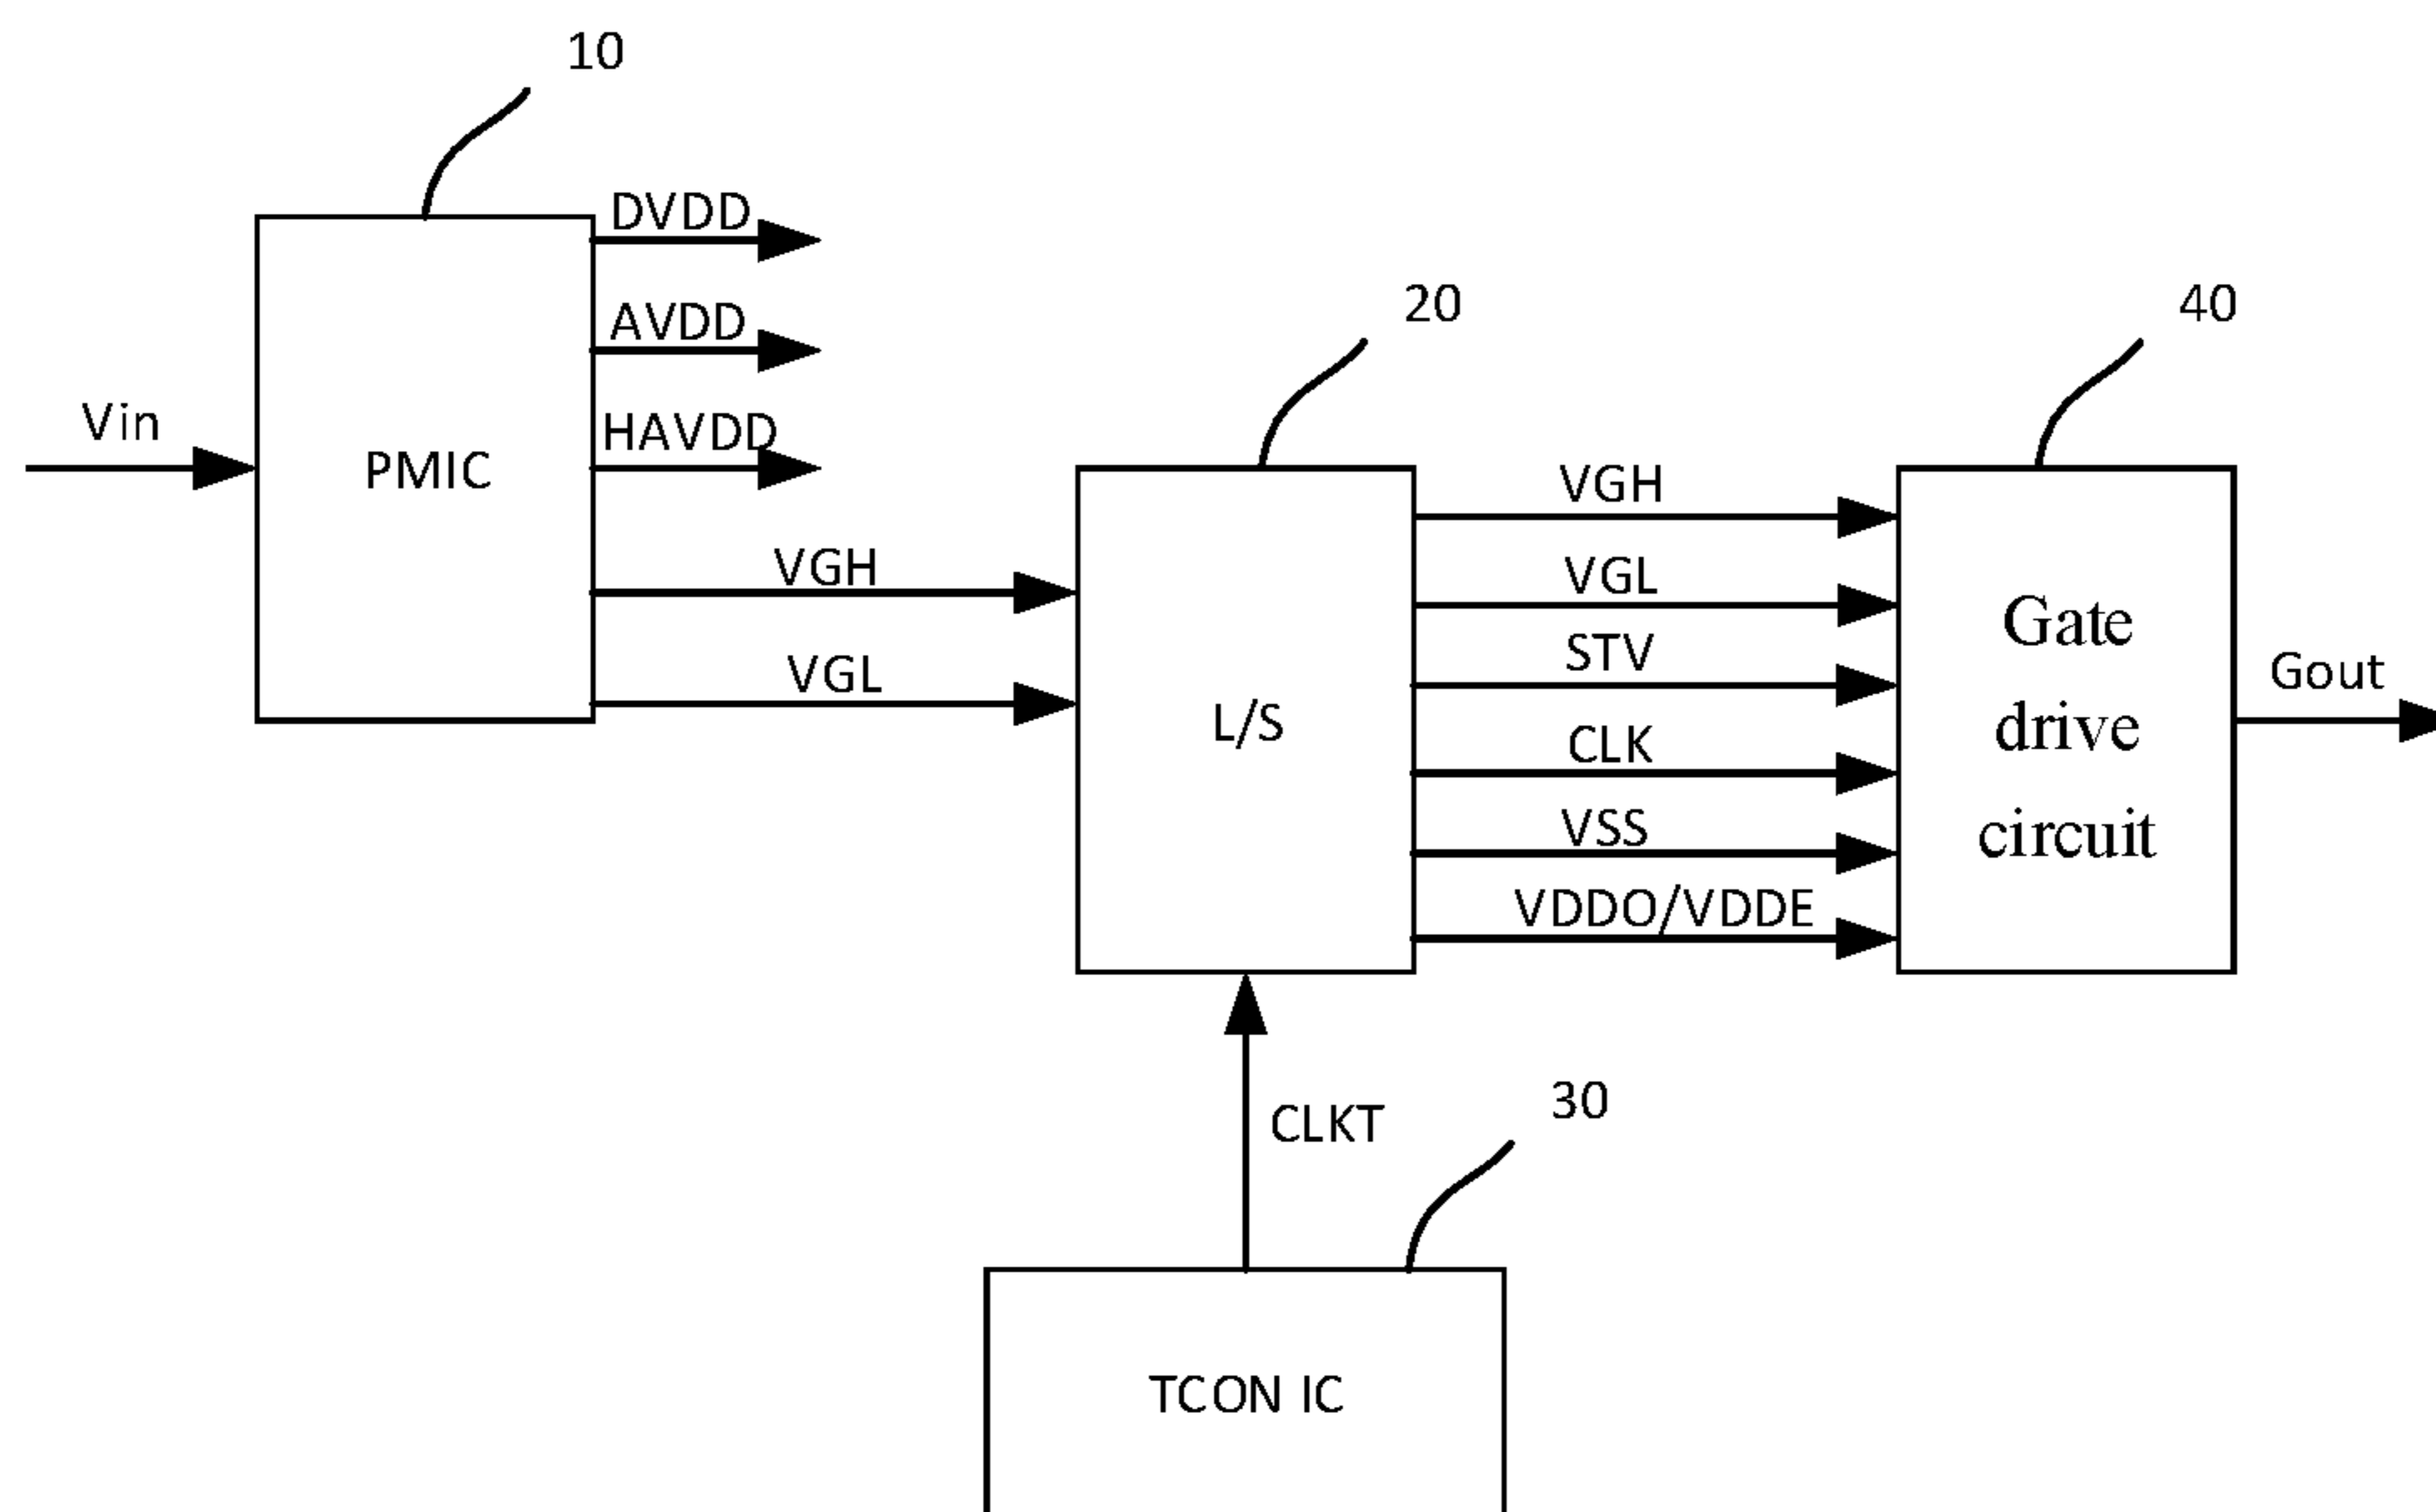 10
DVDD
AVDD
HAVDD
Vin
PMIC
VGH
VGL
20
40
L/S
VGH
VGL
STV
CLK
VSS
VDDO/VDDE
Gate
drive
circuit
Gout
CLKT
30
TCON IC